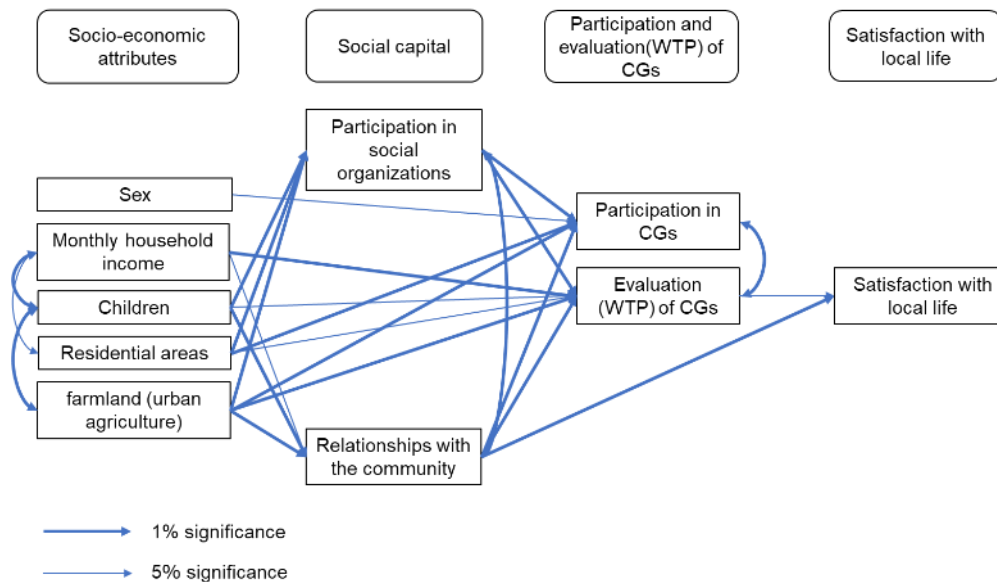 Socio-economic
attributes
Social capital
Participation and
evaluation(WTP) of
CGs
Satisfaction with
local life
Participation in
social
organizations
Sex
Monthly household
income
Children
Residential areas
farmland (urban
agriculture)
Relationships with
the community
Participation in
CGs
Evaluation
(WTP) of CGs
Satisfaction with
local life
1% significance
5% significance